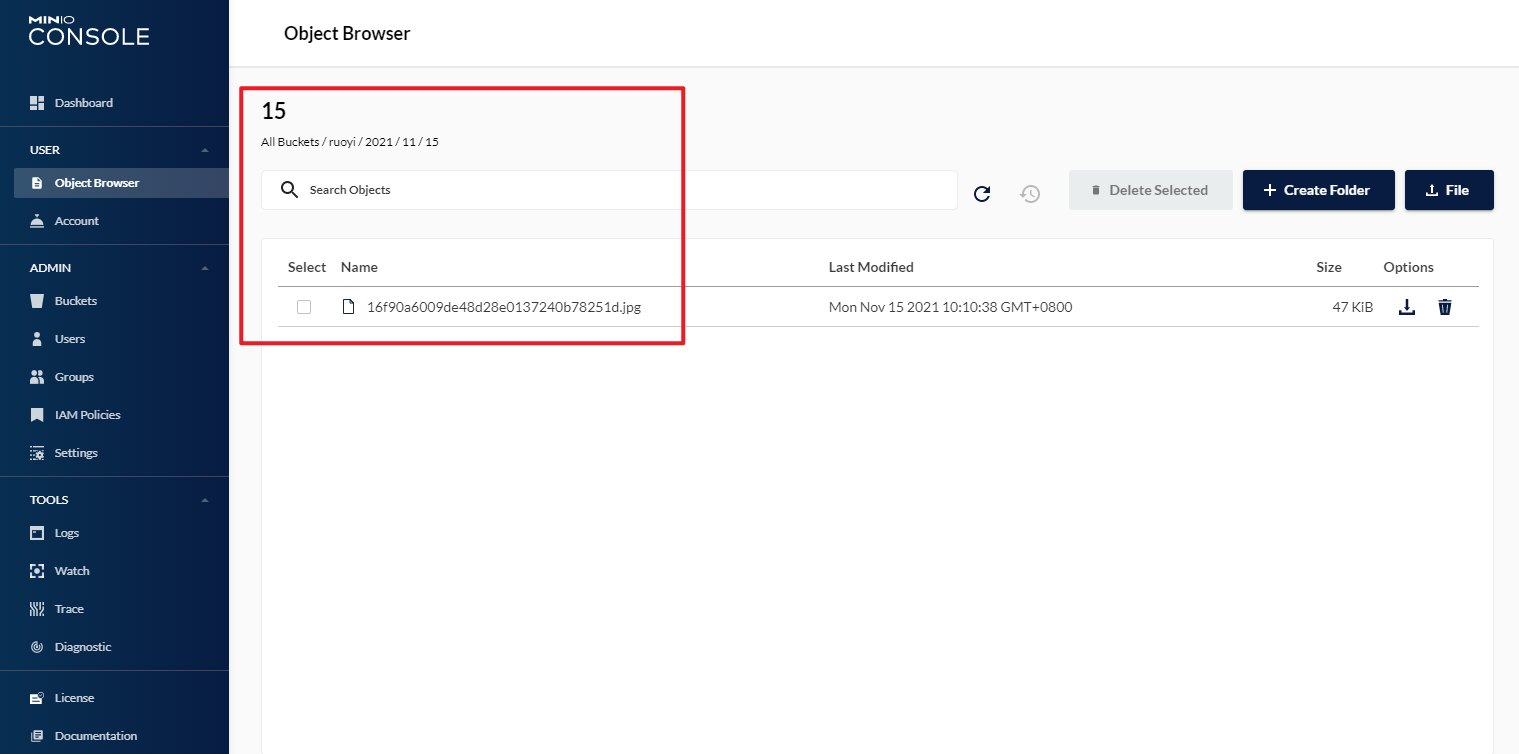 MINIO
CONSOLE
Dashboard
USER
Object Browser
Account
ADMIN
Buckets
Users
Groups
IAM Policies
Settings
TOOLS
Logs
Watch
Trace
Diagnostic
License
Documentation
Object Browser
15
All Buckets / ruoyi / 2021 / 11 / 15
Search Objects
Delete Selected
Create Folder
File
Select Name Last Modified Size Options
16f90a6009de48d28e0137240b78251d.jpg Mon Nov 15 2021 10:10:38 GMT+0800 47 KiB